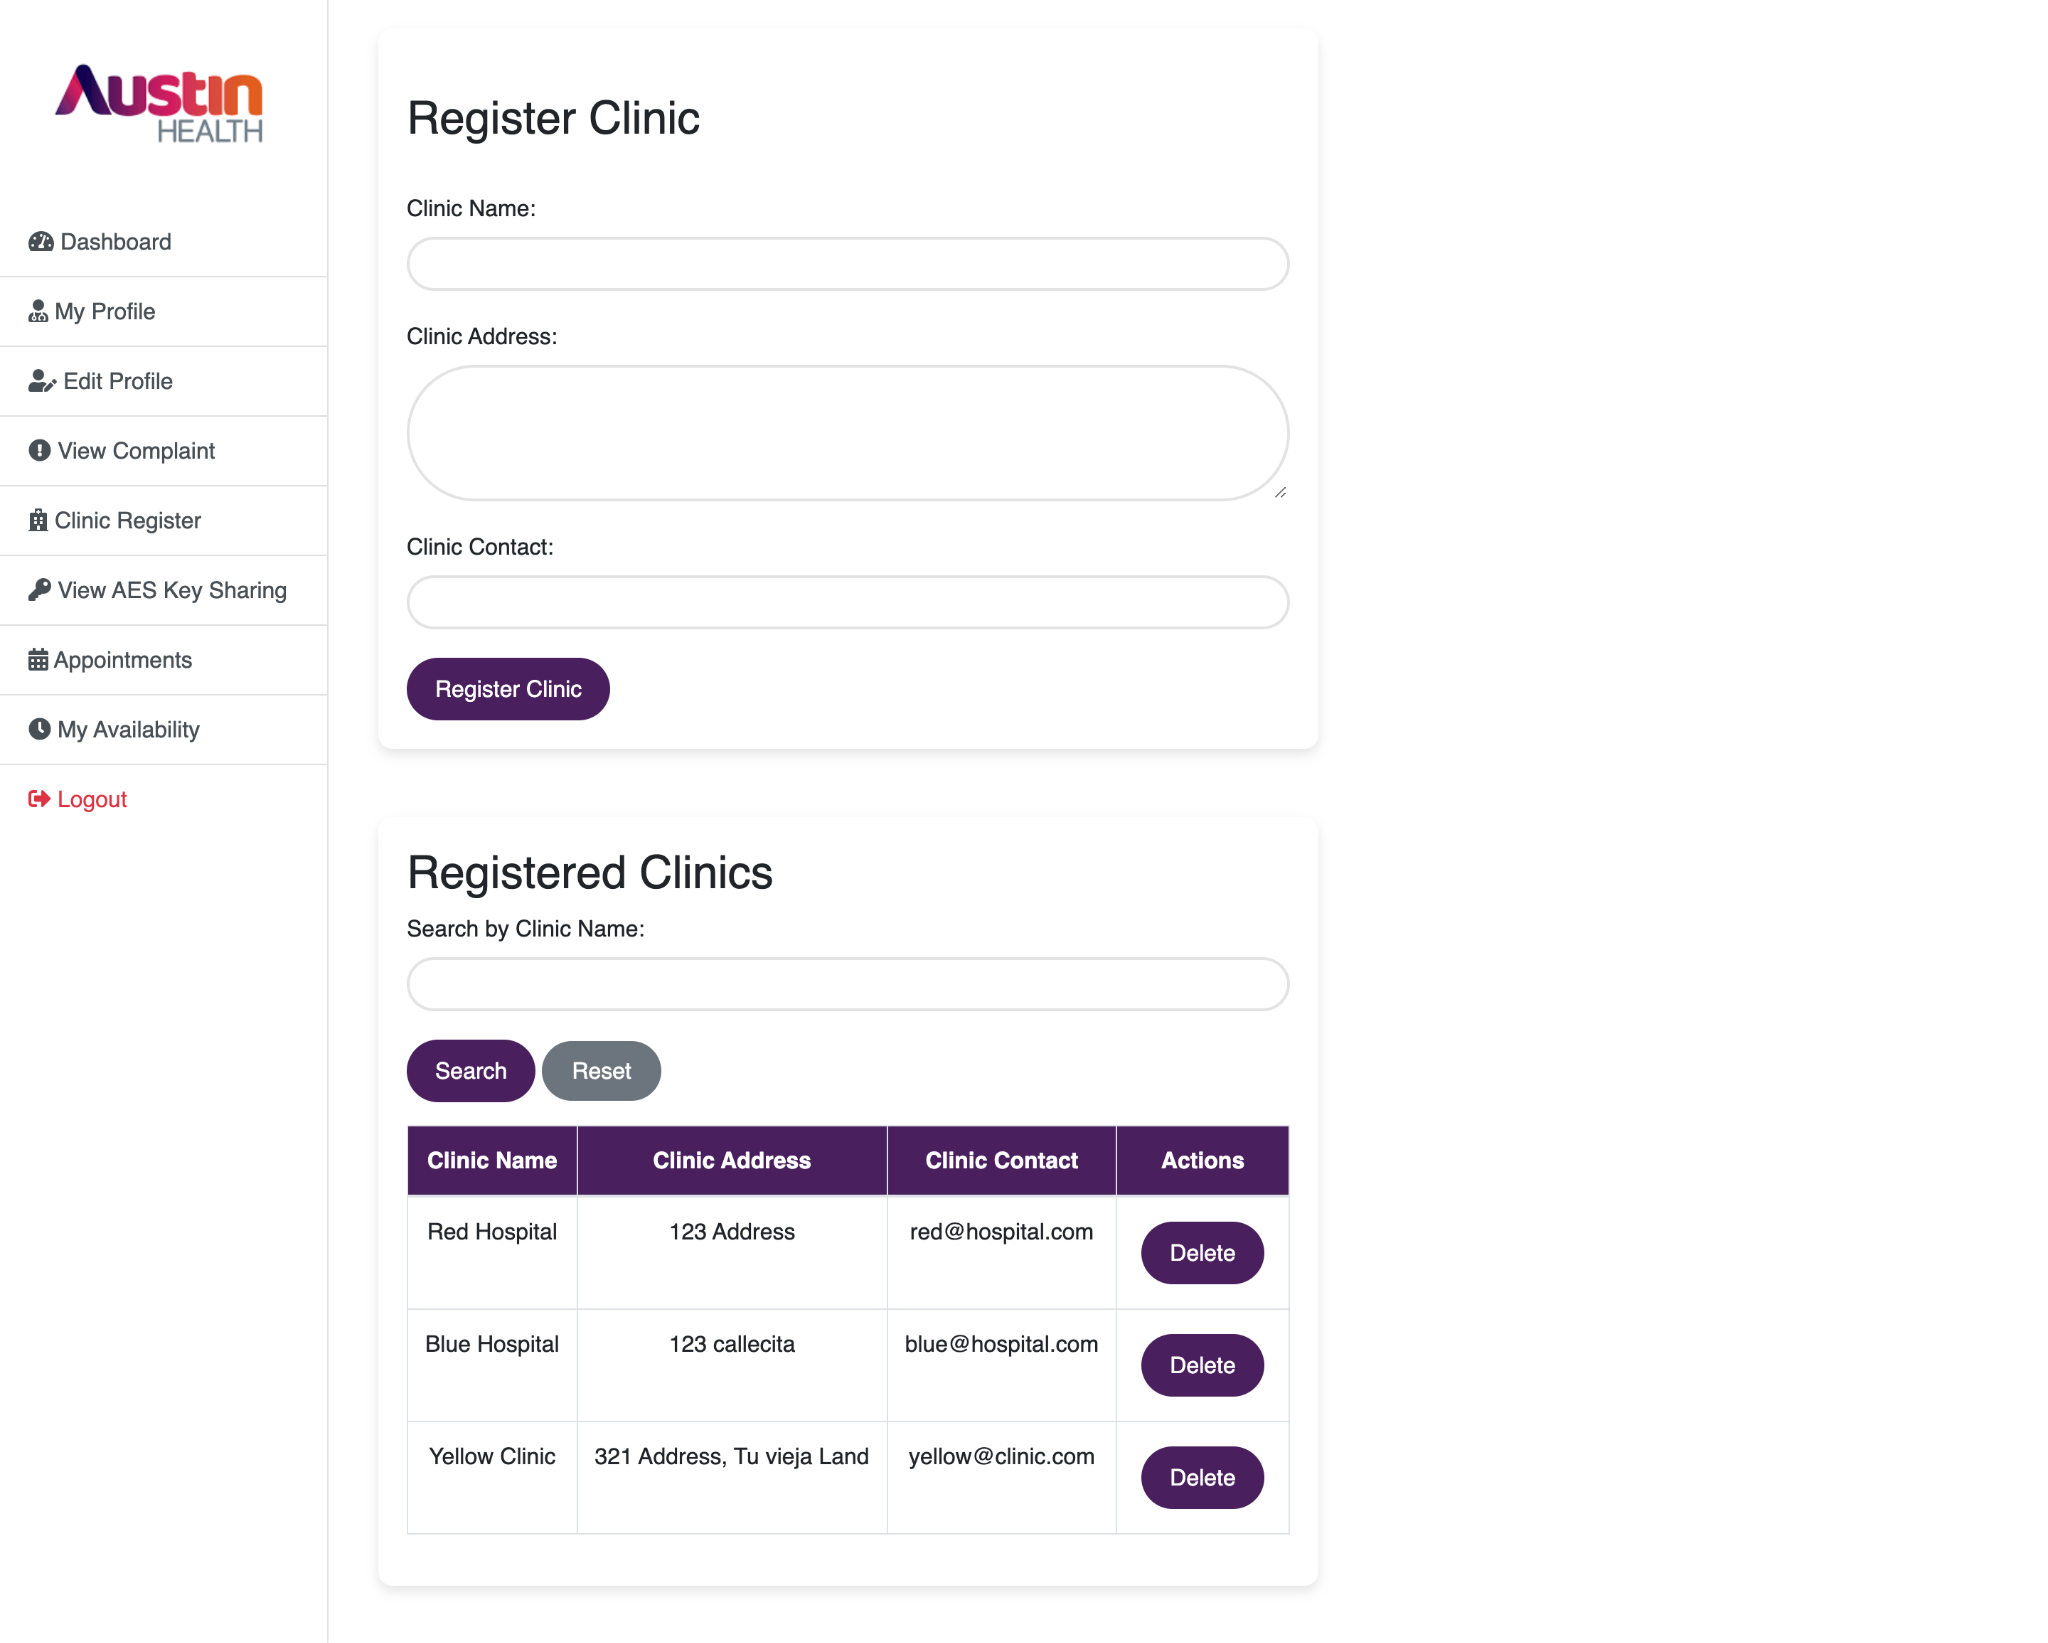 Austin
HEALTH
Dashboard
My Profile
Edit Profile
View Complaint
Clinic Register
View AES Key Sharing
Appointments
My Availability
Logout
Register Clinic
Clinic Name:
Clinic Address:
Clinic Contact:
Register Clinic
Registered Clinics
Search by Clinic Name:
Search Reset
Clinic Name Clinic Address Clinic Contact Actions
Red Hospital 123 Address red@hospital.com Delete
Blue Hospital 123 callecita blue@hospital.com Delete
Yellow Clinic 321 Address, Tu vieja Land yellow@clinic.com Delete